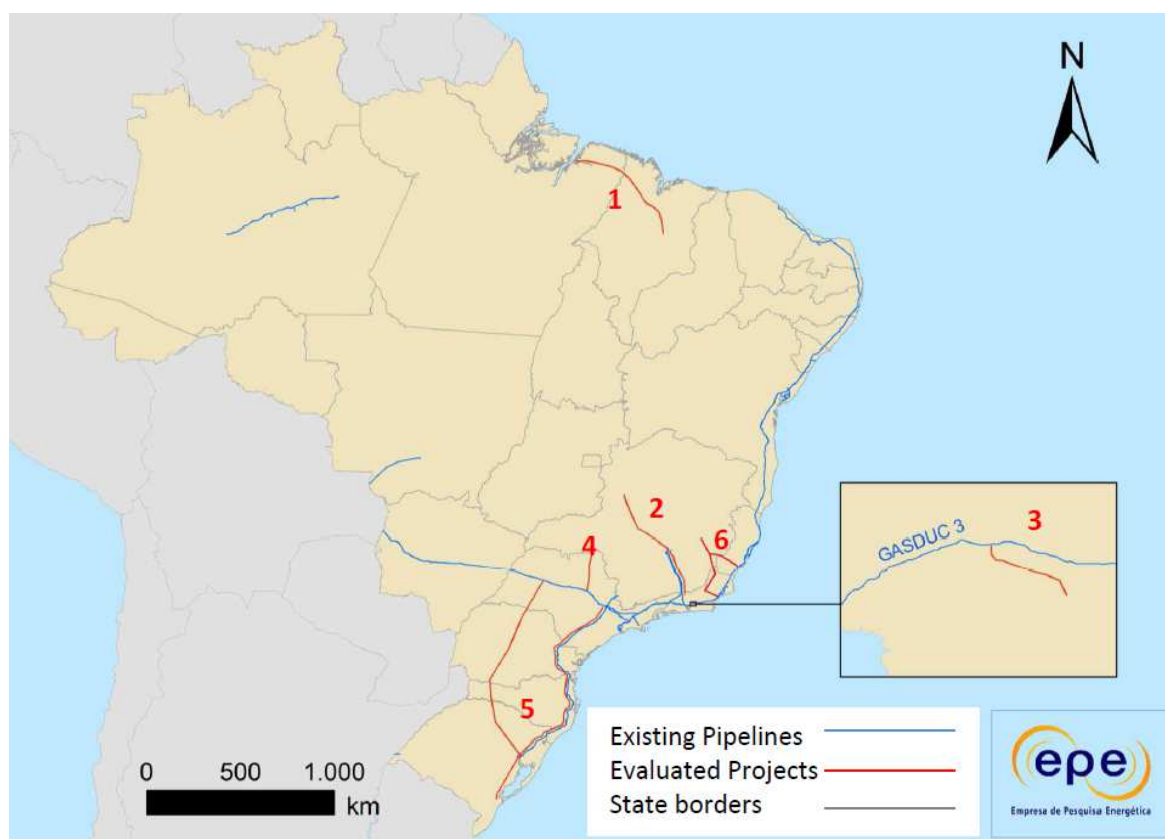 N
1
2
6
4
3
GASDUC 3
5
0 500 1.000
km
Existing Pipelines
Evaluated Projects
State borders
epe
Empresa de Pesquisa Energética